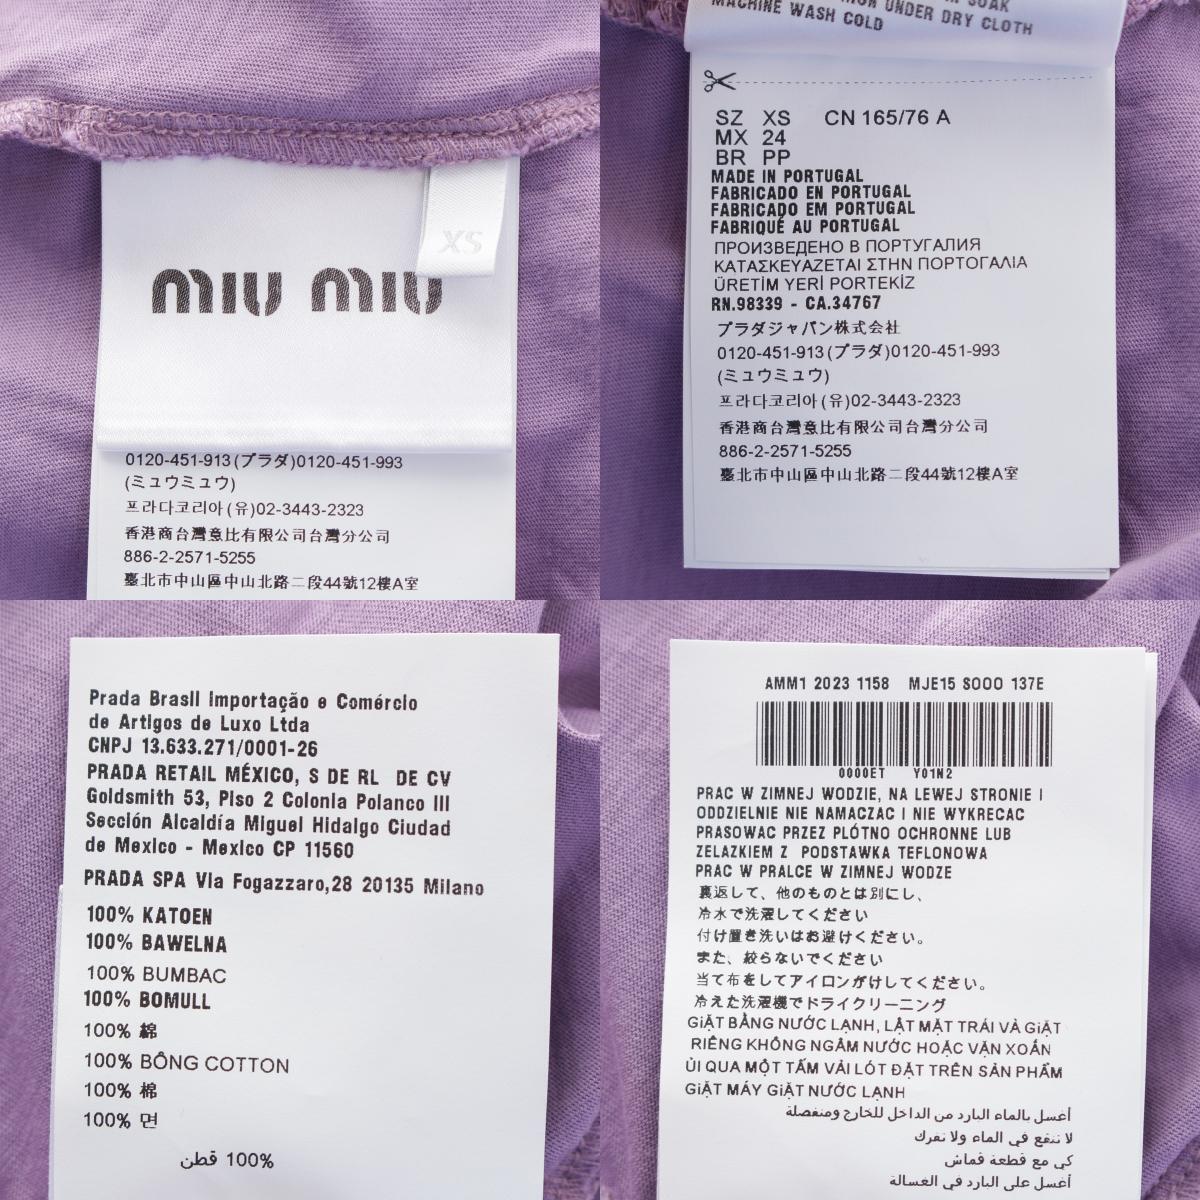 XS
miu miu
0120-451-913(プラダ)0120-451-993
(ミュウミュウ)
프라다코리아(유)02-3443-2323
香港商台灣意比有限公司台灣分公司
886-2-2571-5255
臺北市中山區中山北路二段44號12樓A室
UNDER DRY CLOTH
MACHINE WASH COLD
SZ XS CN 165/76 A
MX 24
BR PP
MADE IN PORTUGAL
FABRICADO EN PORTUGAL
FABRICADO EM PORTUGAL
FABRIQUÉ AU PORTUGAL
ПРОИЗВЕДЕНО В ПОРТУГАЛИЯ
ΚΑΤΑΣΚΕΥΑΖΕΤΑΙ ΣΤΗΝ ΠΟΡΤΟΓΑΛΙΑ
ÜRETİM YERİ PORTEKİZ
RN.98339 - CA.34767
プラダジャパン株式会社
0120-451-913(プラダ)0120-451-993
(ミュウミュウ)
프라다코리아(유)02-3443-2323
香港商台灣意比有限公司台灣分公司
886-2-2571-5255
臺北市中山區中山北路二段44號12樓A室
Prada Brasil Importação e Comércio
de Artigos de Luxo Ltda
CNPJ 13.633.271/0001-26
PRADA RETAIL MÉXICO, S DE RL DE CV
Goldsmith 53, Piso 2 Colonia Polanco III
Sección Alcaldía Miguel Hidalgo Ciudad
de Mexico - Mexico CP 11560
PRADA SPA Via Fogazzaro,28 20135 Milano
100% KATOEN
100% BAWELNA
100% BUMBAC
100% BOMULL
100% 綿
100% BÔNG COTTON
100% 棉
100% 면
100% قطن
AMM1 2023 1158 MJE15 SOOO 137E
0000ET Y01N2
PRAC W ZIMNEJ WODZIE, NA LEWEJ STRONIE I
ODDZIELNIE NIE NAMACZAC I NIE WYKRECAC
PRASOWAC PRZEZ PLÓTNO OCHRONNE LUB
ZELAZKIEM Z PODSTAWKA TEFLONOWA
PRAC W PRALCE W ZIMNEJ WODZE
裏返して、他のものとは別にし、
冷水で洗濯してください
付け置き洗いはお避けください。
また、絞らないでください
当て布をしてアイロンがけしてください。
冷えた洗濯機でドライクリーニング
GIẶT BẰNG NƯỚC LẠNH, LẬT MẶT TRÁI VÀ GIẶT
RIÊNG KHÔNG NGÂM NƯỚC HOẶC VẶN XOẮN
ỦI QUA MỘT TẤM VẢI LÓT ĐẶT TRÊN SẢN PHẨM
GIẶT MÁY GIẶT NƯỚC LẠNH
أغسل بالماء البارد من الداخل للخارج ومنفصلة
لا تنقع في الماء ولا تفرك
كي مع قطعة قماش
أغسل على البارد في الغسالة